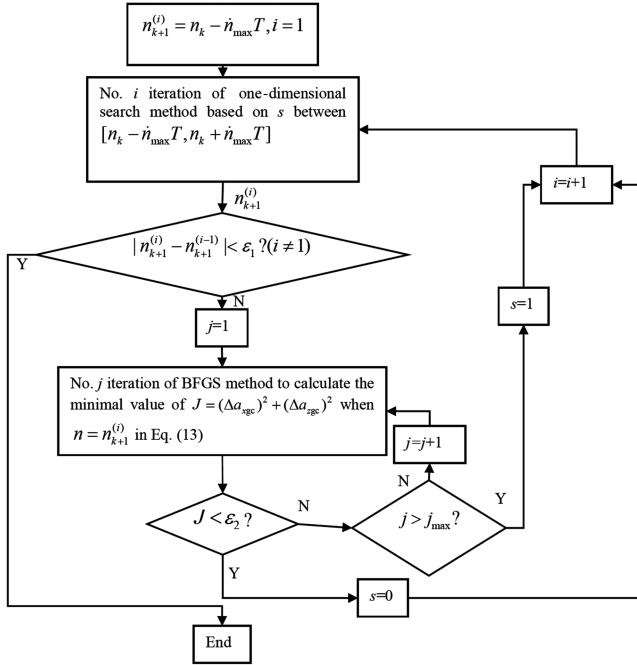 n_{k+1}^{(i)} = n_k − ṅ_max T, i = 1
No. i iteration of one-dimensional
search method based on s between
[n_k − ṅ_max T, n_k + ṅ_max T]
n_{k+1}^{(i)}
i=i+1
| n_{k+1}^{(i)} − n_{k+1}^{(i−1)} | < ε_1 ?(i ≠ 1)
Y
N
s=1
j=1
No. j iteration of BFGS method to calculate the
minimal value of J = (Δa_{xgc})^2 + (Δa_{zgc})^2 when
n = n_{k+1}^{(i)} in Eq. (13)
j=j+1
N
Y
N
J < ε_2 ?
j > j_max ?
Y
s=0
End